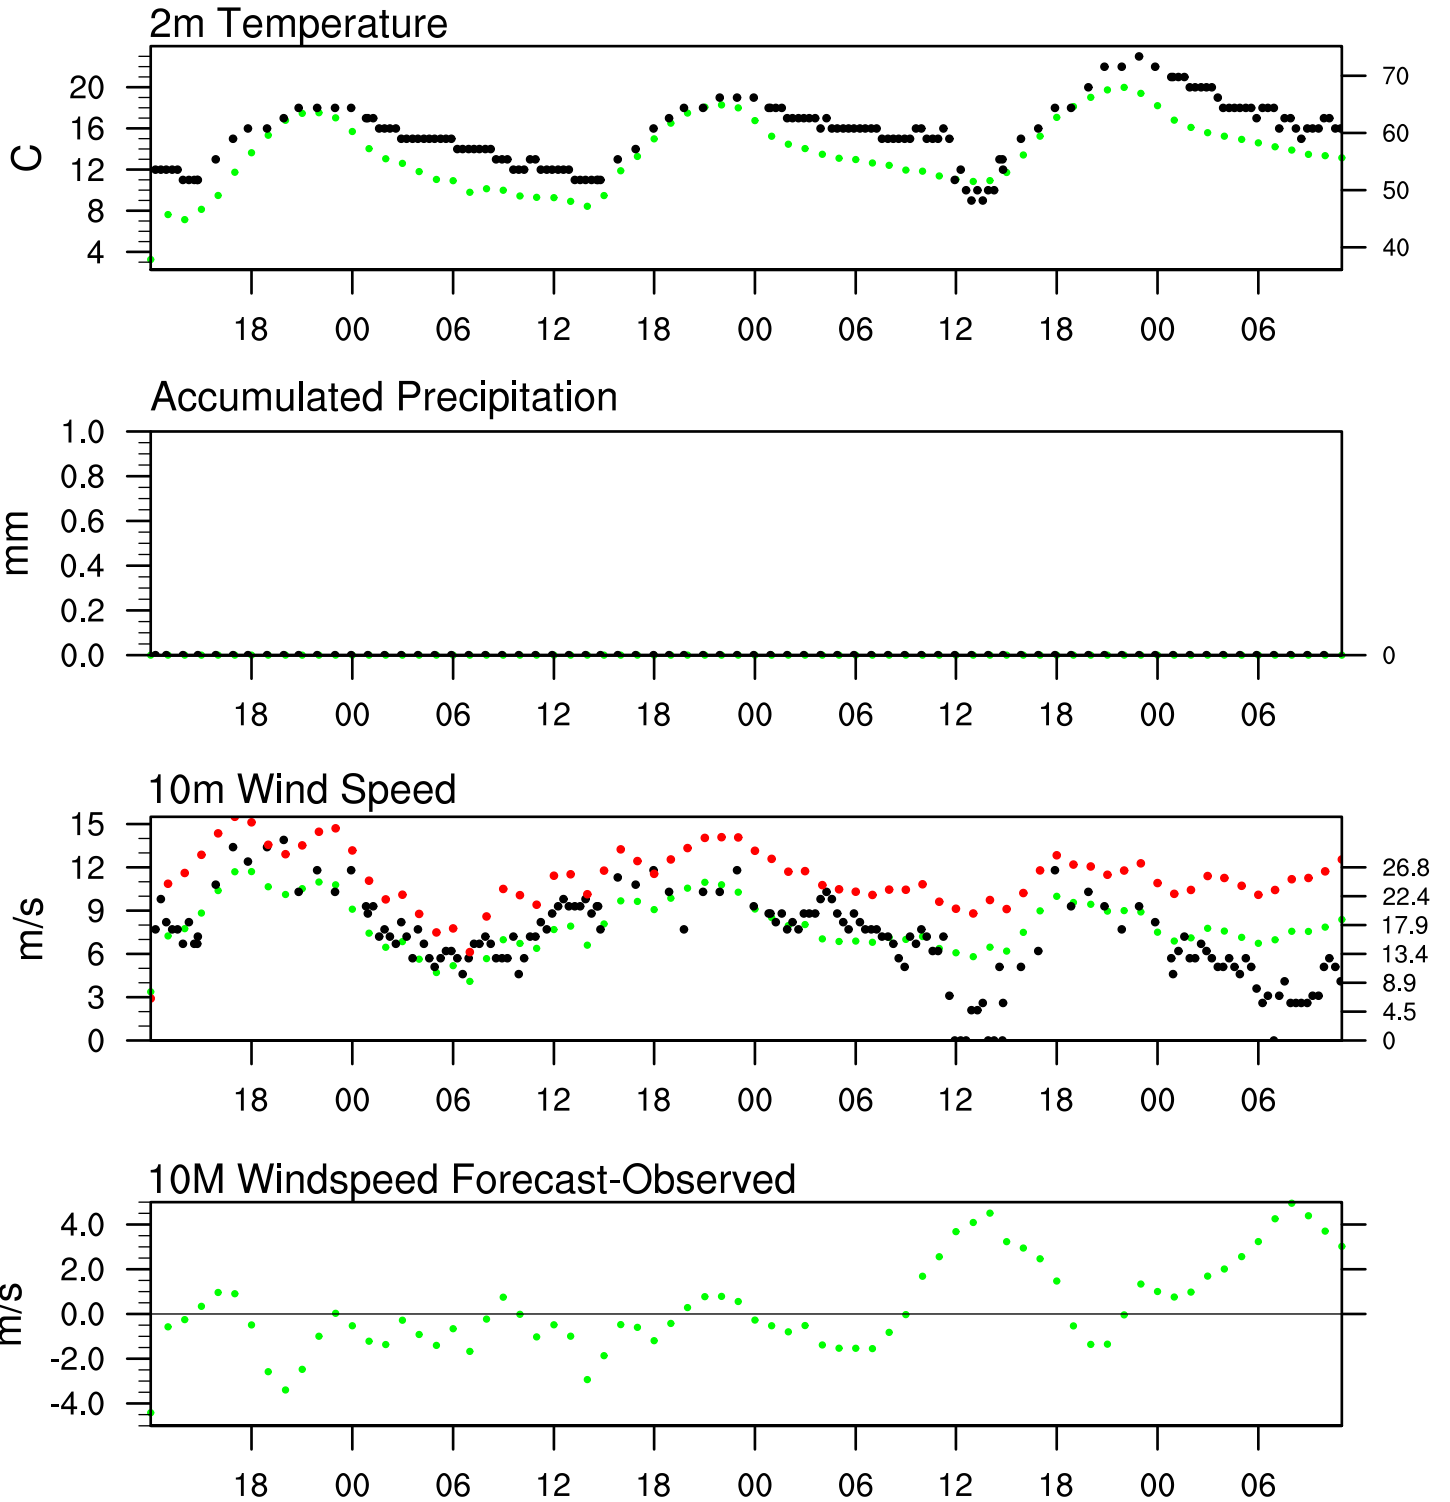 2m Temperature
20
16
12
8
4
C
70
60
50
40
18 00 06 12 18 00 06 12 18 00 06
Accumulated Precipitation
1.0
0.8
0.6
0.4
0.2
0.0
mm
0
18 00 06 12 18 00 06 12 18 00 06
10m Wind Speed
15
12
9
6
3
0
m/s
26.8
22.4
17.9
13.4
8.9
4.5
0
18 00 06 12 18 00 06 12 18 00 06
10M Windspeed Forecast-Observed
4.0
2.0
0.0
-2.0
-4.0
m/s
18 00 06 12 18 00 06 12 18 00 06